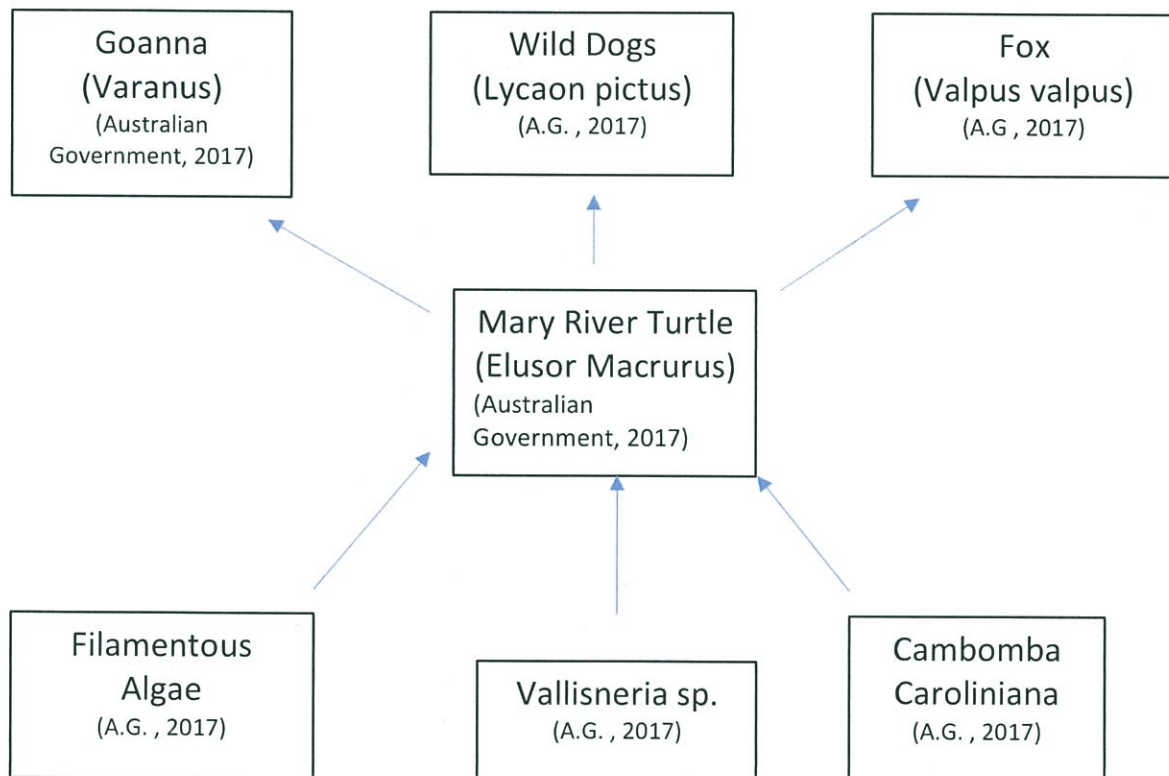 Goanna
(Varanus)
(Australian
Government, 2017)
Wild Dogs
(Lycaon pictus)
(A.G. , 2017)
Fox
(Valpus valpus)
(A.G , 2017)
Mary River Turtle
(Elusor Macrurus)
(Australian
Government, 2017)
Filamentous
Algae
(A.G. , 2017)
Vallisneria sp.
(A.G. , 2017)
Cambomba
Caroliniana
(A.G. , 2017)